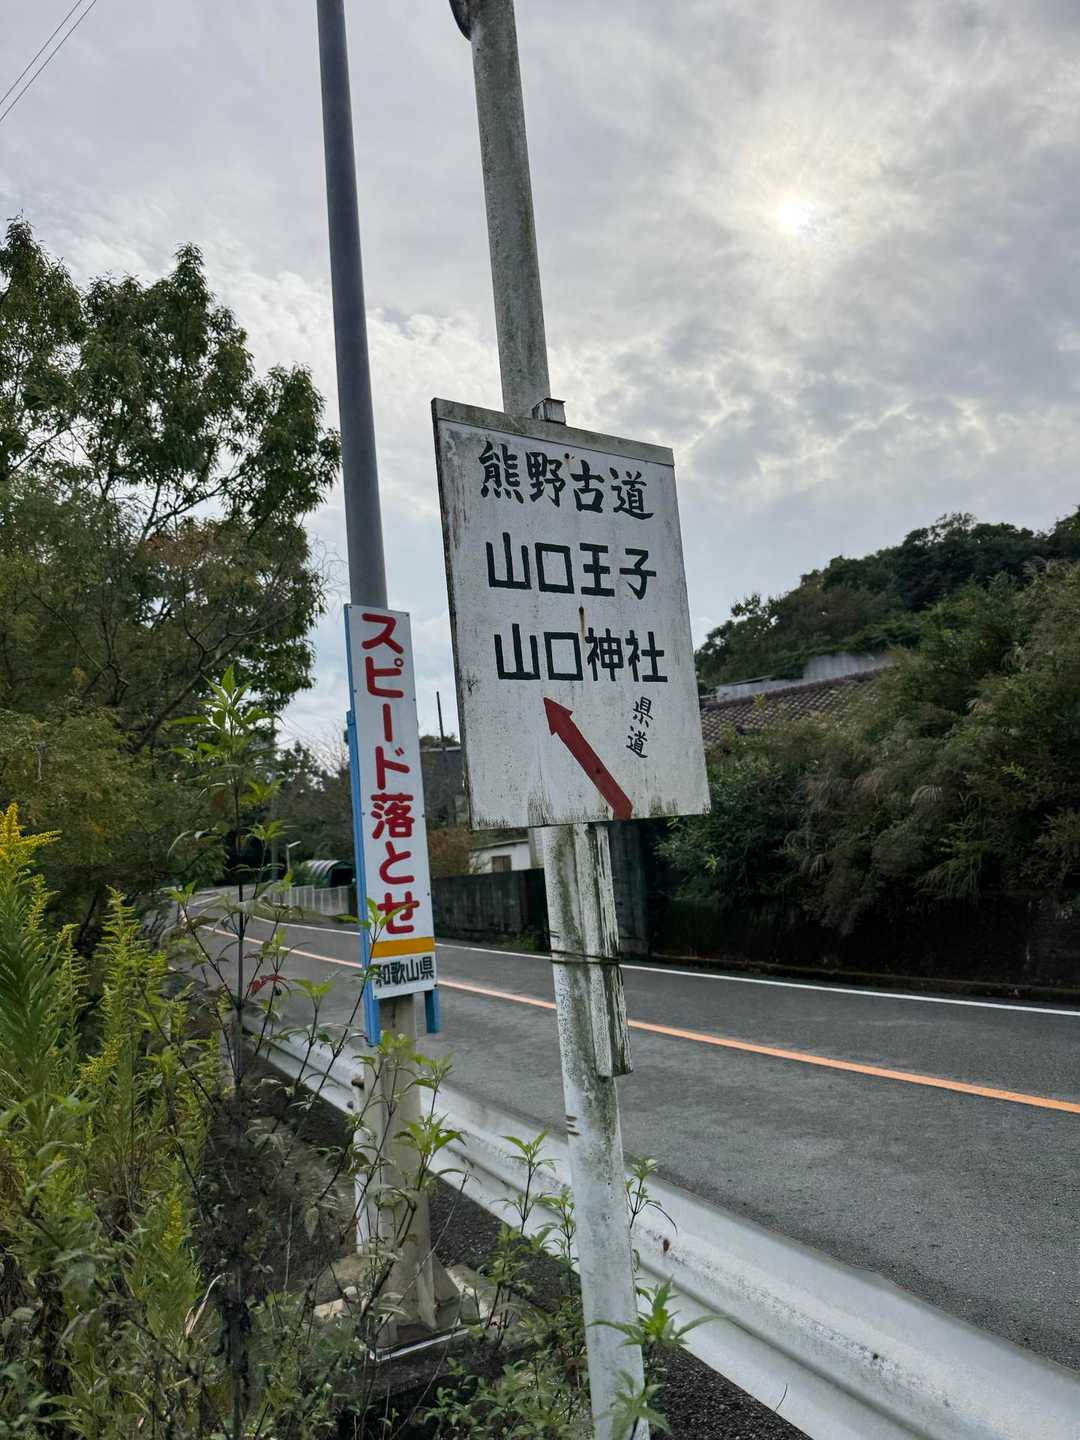 熊野古道
山口王子
山口神社
県道
スピード落とせ
和歌山県